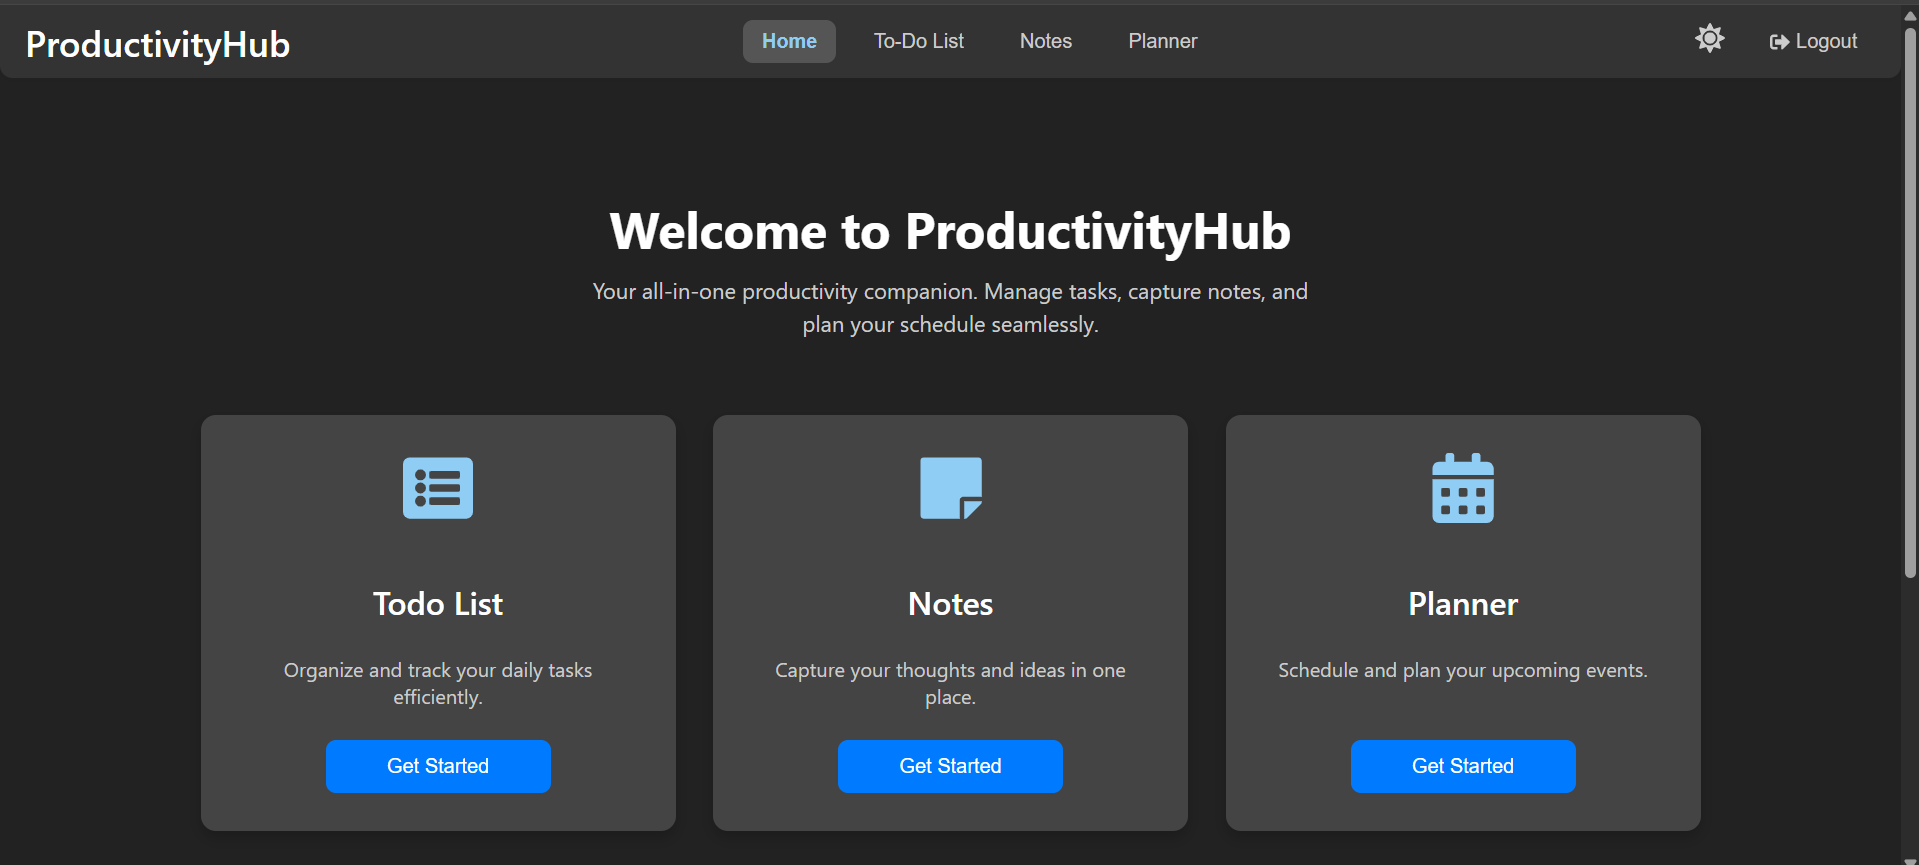 ProductivityHub
Home
To-Do List
Notes
Planner
Logout
Welcome to ProductivityHub
Your all-in-one productivity companion. Manage tasks, capture notes, and
plan your schedule seamlessly.
Todo List
Organize and track your daily tasks
efficiently.
Get Started
Notes
Capture your thoughts and ideas in one
place.
Get Started
Planner
Schedule and plan your upcoming events.
Get Started